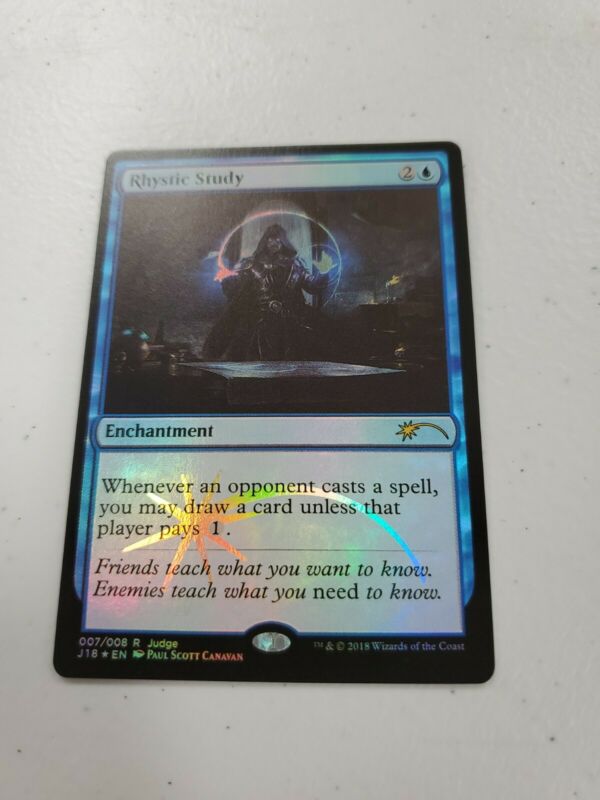 Rhystic Study 2
Enchantment
Whenever an opponent casts a spell,
you may draw a card unless that
player pays 1 .
Friends teach what you want to know.
Enemies teach what you need to know.
007/008 R Judge
J18 ★ EN Paul Scott Canavan
™ & © 2018 Wizards of the Coast